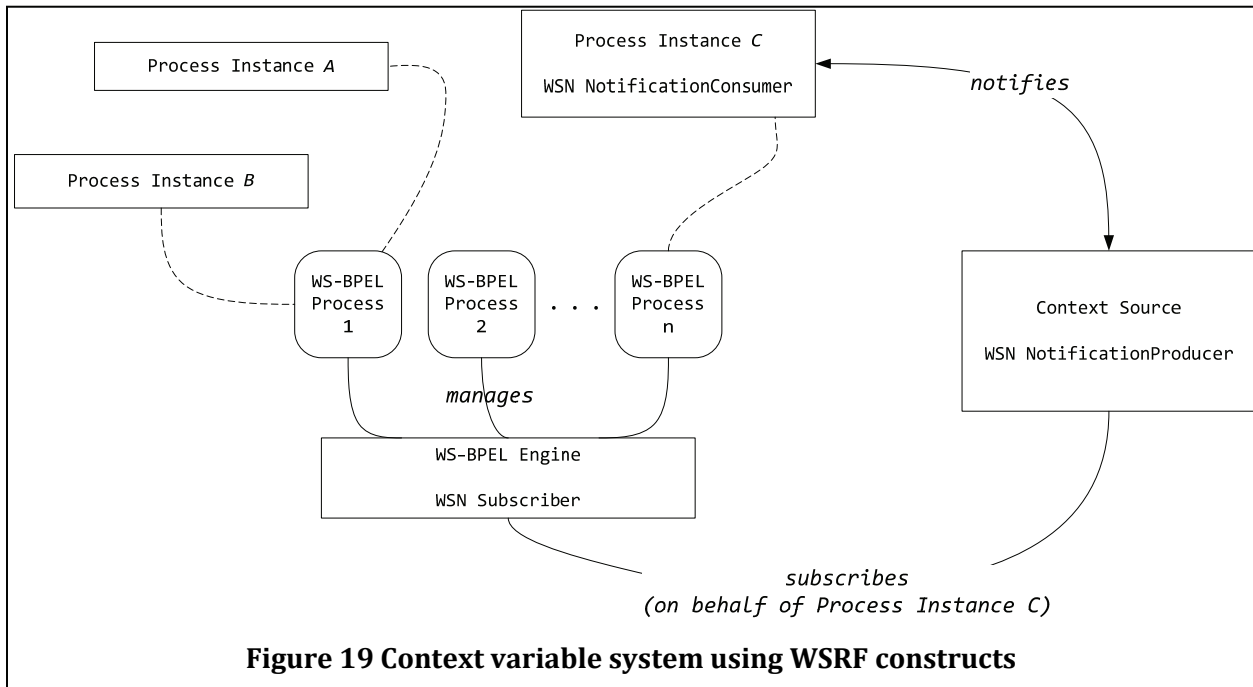 Process Instance A
Process Instance C
WSN NotificationConsumer
notifies
Process Instance B
WS-BPEL
Process
1
WS-BPEL
Process
2
. . .
WS-BPEL
Process
n
Context Source
WSN NotificationProducer
manages
WS-BPEL Engine
WSN Subscriber
subscribes
(on behalf of Process Instance C)
Figure 19 Context variable system using WSRF constructs